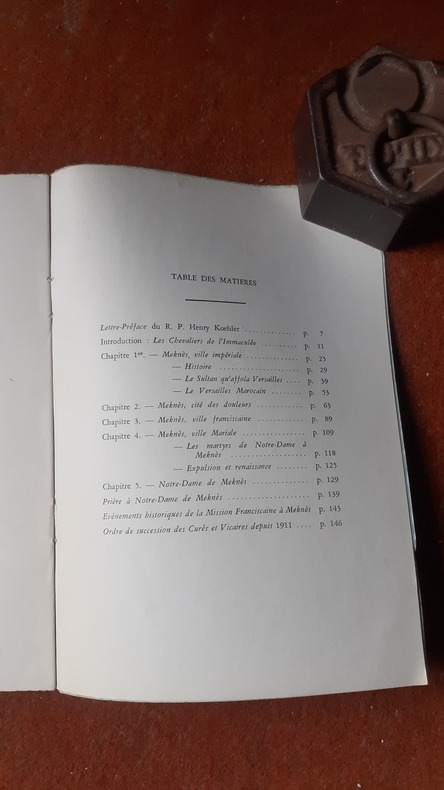 TABLE DES MATIERES
Lettre-Préface du R. P. Henry Koehler .............. p. 7
Introduction : Les Chevaliers de l'Immaculée .......... p. 11
Chapitre 1er. — Meknès, ville impériale .............. p. 25
— Histoire ..................... p. 29
— Le Sultan qu'affola Versailles .... p. 39
— Le Versailles Marocain ......... p. 53
Chapitre 2. — Meknès, cité des douleurs ............ p. 63
Chapitre 3. — Meknès, ville franciscaine ............ p. 89
Chapitre 4. — Meknès, ville Mariale .............. p. 109
— Les martyrs de Notre-Dame à
Meknès .................... p. 118
— Expulsion et renaissance ........ p. 125
Chapitre 5. — Notre-Dame de Meknès .............. p. 129
Prière à Notre-Dame de Meknès .................... p. 139
Evénements historiques de la Mission Franciscaine à Meknès p. 143
Ordre de succession des Curés et Vicaires depuis 1911 .... p. 146